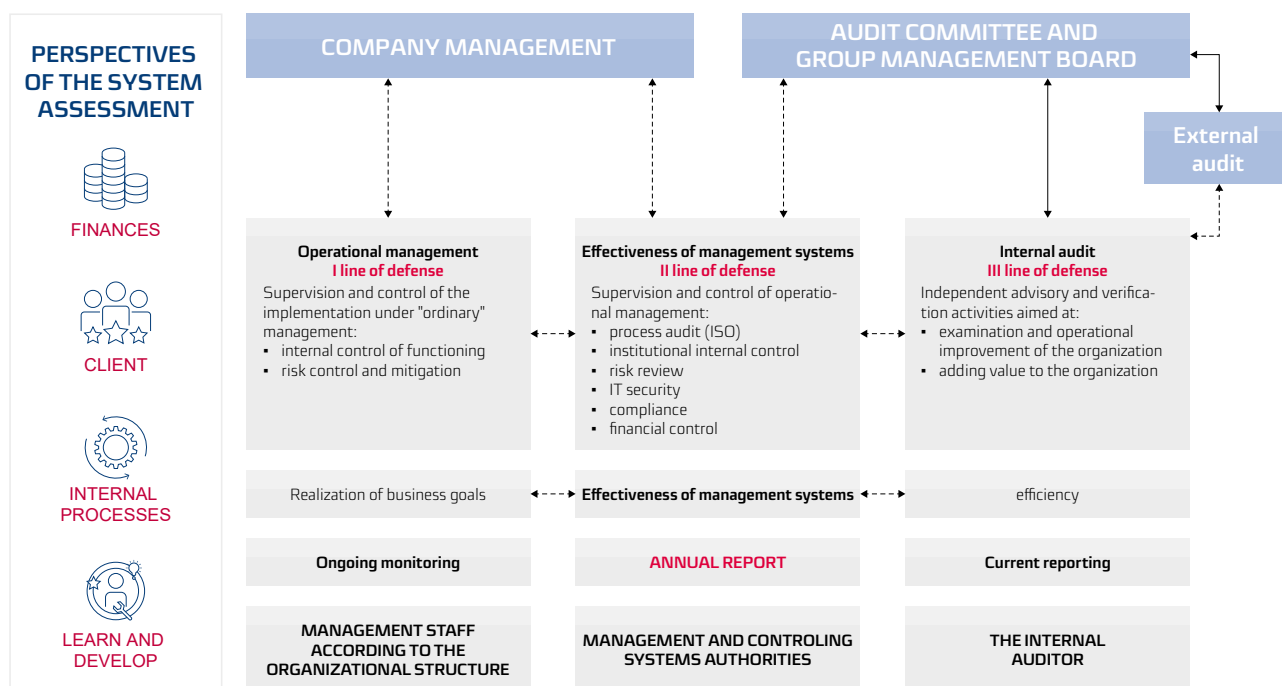 PERSPECTIVES
OF THE SYSTEM
ASSESSMENT
FINANCES
CLIENT
INTERNAL
PROCESSES
LEARN AND
DEVELOP
COMPANY MANAGEMENT
AUDIT COMMITTEE AND
GROUP MANAGEMENT BOARD
External
audit
Operational management
I line of defense
Supervision and control of the
implementation under "ordinary"
management:
▪ internal control of functioning
▪ risk control and mitigation
Effectiveness of management systems
II line of defense
Supervision and control of operatio-
nal management:
▪ process audit (ISO)
▪ institutional internal control
▪ risk review
▪ IT security
▪ compliance
▪ financial control
Internal audit
III line of defense
Independent advisory and verifica-
tion activities aimed at:
▪ examination and operational
improvement of the organization
▪ adding value to the organization
Realization of business goals
Effectiveness of management systems
efficiency
Ongoing monitoring
ANNUAL REPORT
Current reporting
MANAGEMENT STAFF
ACCORDING TO THE
ORGANIZATIONAL STRUCTURE
MANAGEMENT AND CONTROLING
SYSTEMS AUTHORITIES
THE INTERNAL
AUDITOR